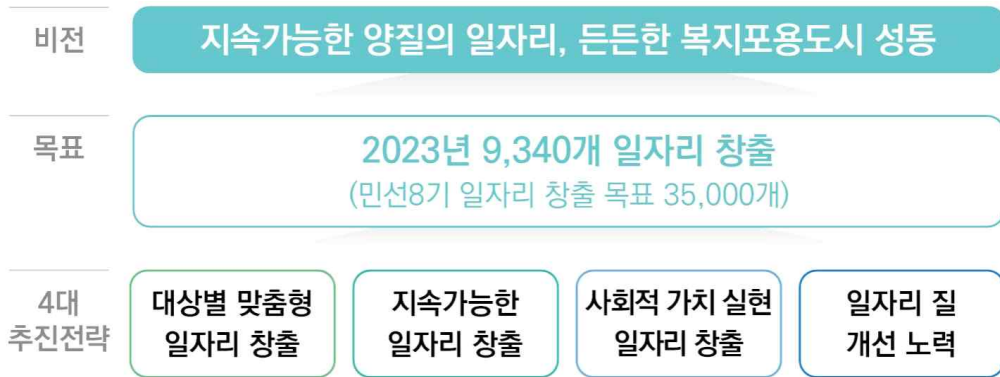 비전
지속가능한 양질의 일자리, 든든한 복지포용도시 성동
목표
2023년 9,340개 일자리 창출
(민선8기 일자리 창출 목표 35,000개)
4대
추진전략
대상별 맞춤형
일자리 창출
지속가능한
일자리 창출
사회적 가치 실현
일자리 창출
일자리 질
개선 노력